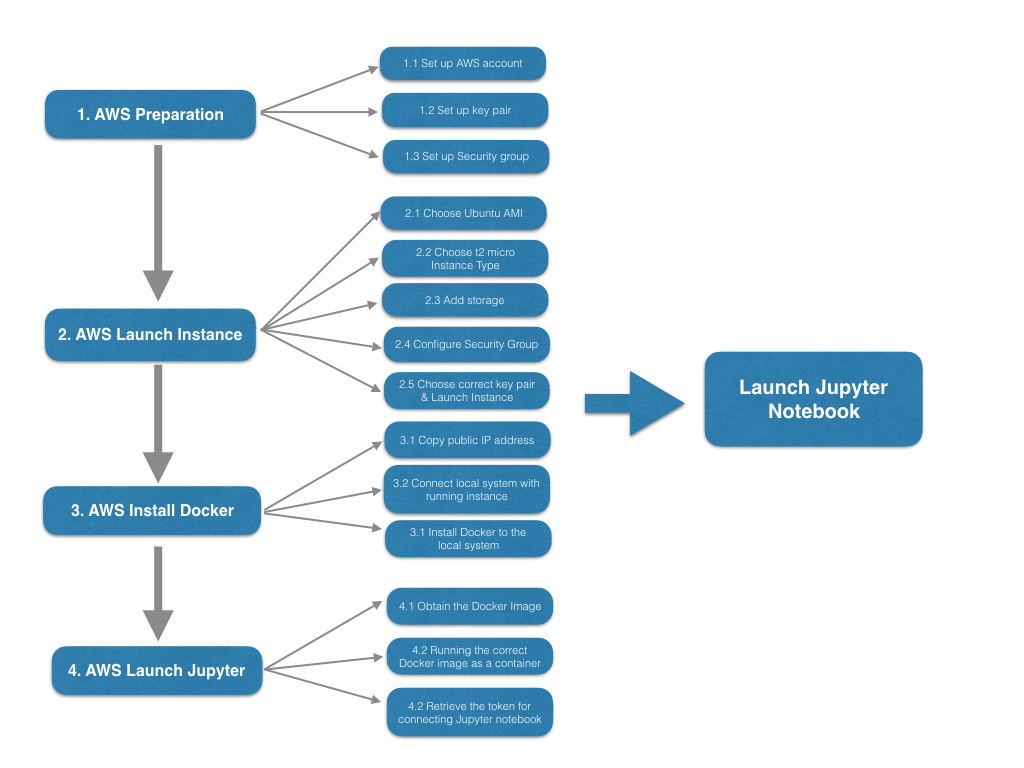 1. AWS Preparation
1.1 Set up AWS account
1.2 Set up key pair
1.3 Set up Security group
2. AWS Launch Instance
2.1 Choose Ubuntu AMI
2.2 Choose t2 micro
Instance Type
2.3 Add storage
2.4 Configure Security Group
2.5 Choose correct key pair
& Launch Instance
3. AWS Install Docker
3.1 Copy public IP address
3.2 Connect local system with
running instance
3.1 Install Docker to the
local system
4. AWS Launch Jupyter
4.1 Obtain the Docker Image
4.2 Running the correct
Docker image as a container
4.2 Retrieve the token for
connecting Jupyter notebook
Launch Jupyter
Notebook